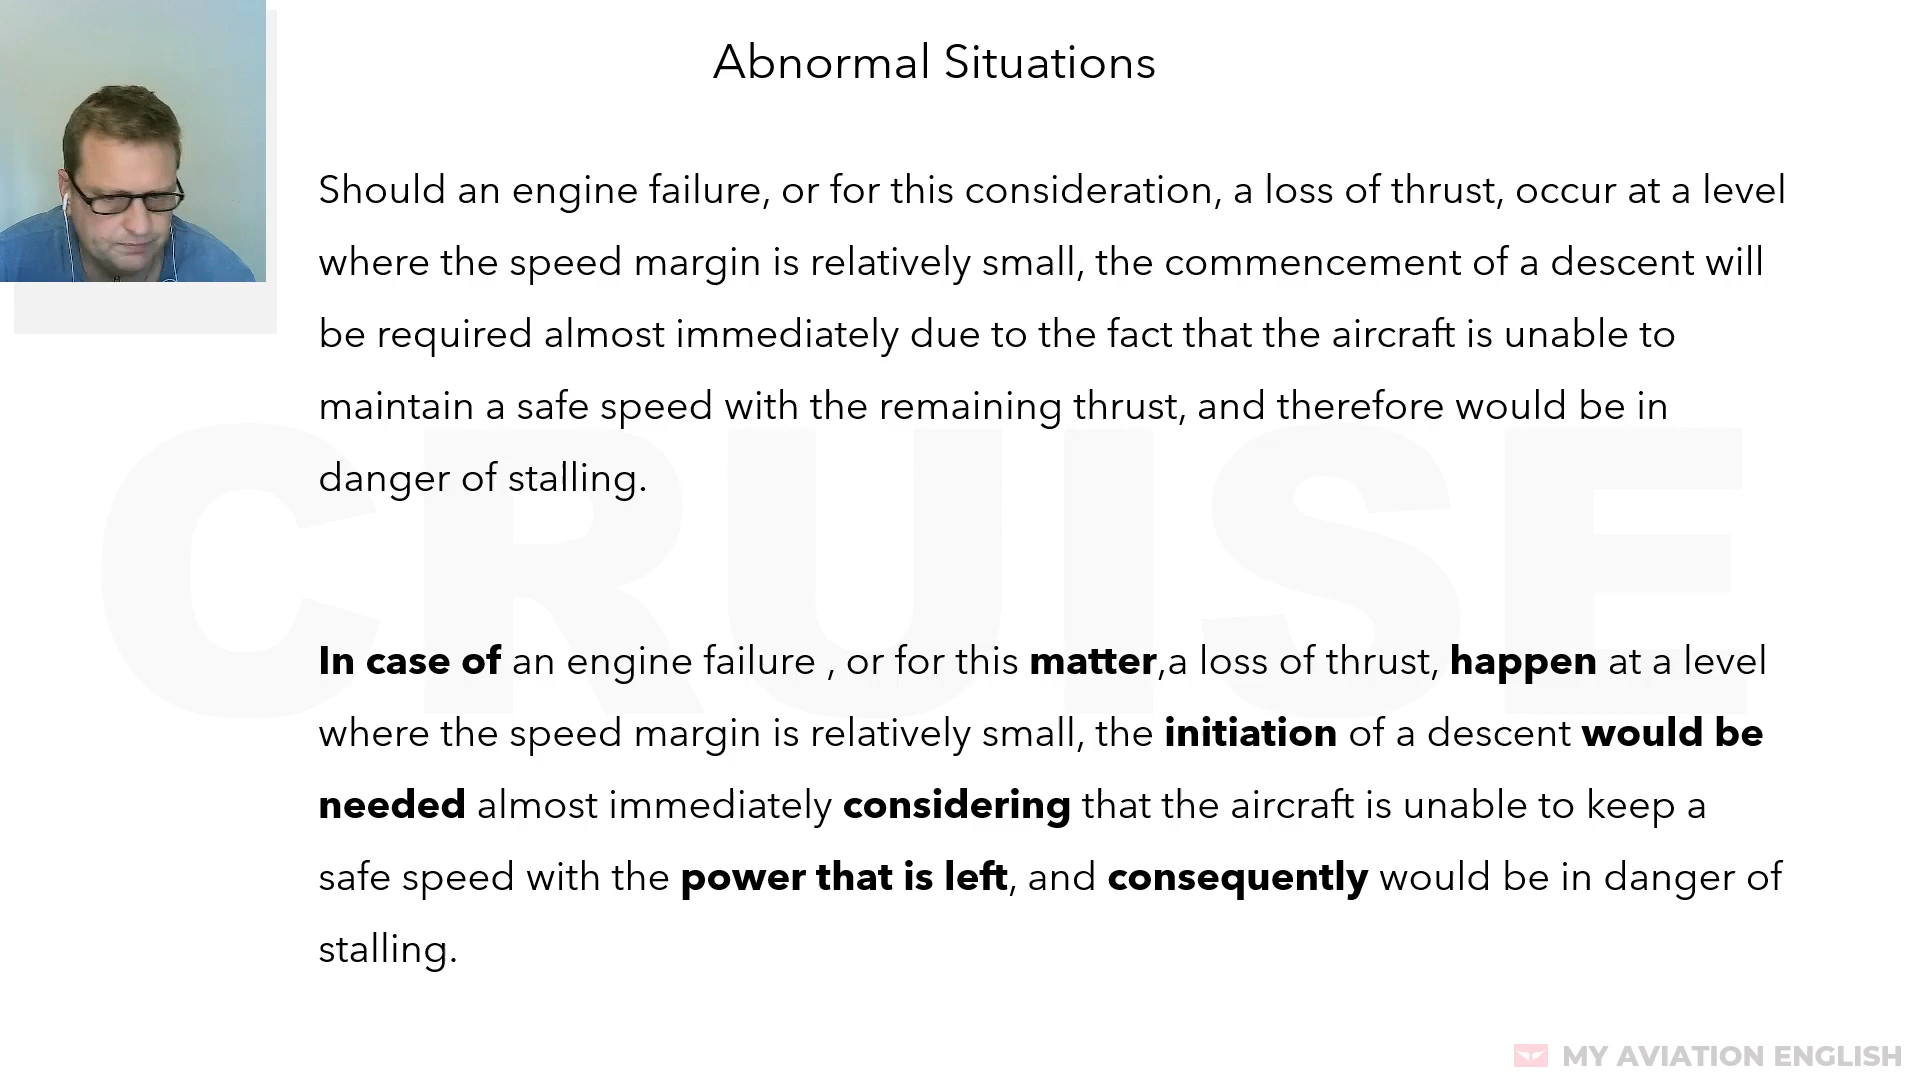 Abnormal Situations
Should an engine failure, or for this consideration, a loss of thrust, occur at a level
where the speed margin is relatively small, the commencement of a descent will
be required almost immediately due to the fact that the aircraft is unable to
maintain a safe speed with the remaining thrust, and therefore would be in
danger of stalling.
CRUISE
In case of an engine failure , or for this matter,a loss of thrust, happen at a level
where the speed margin is relatively small, the initiation of a descent would be
needed almost immediately considering that the aircraft is unable to keep a
safe speed with the power that is left, and consequently would be in danger of
stalling.
MY AVIATION ENGLISH